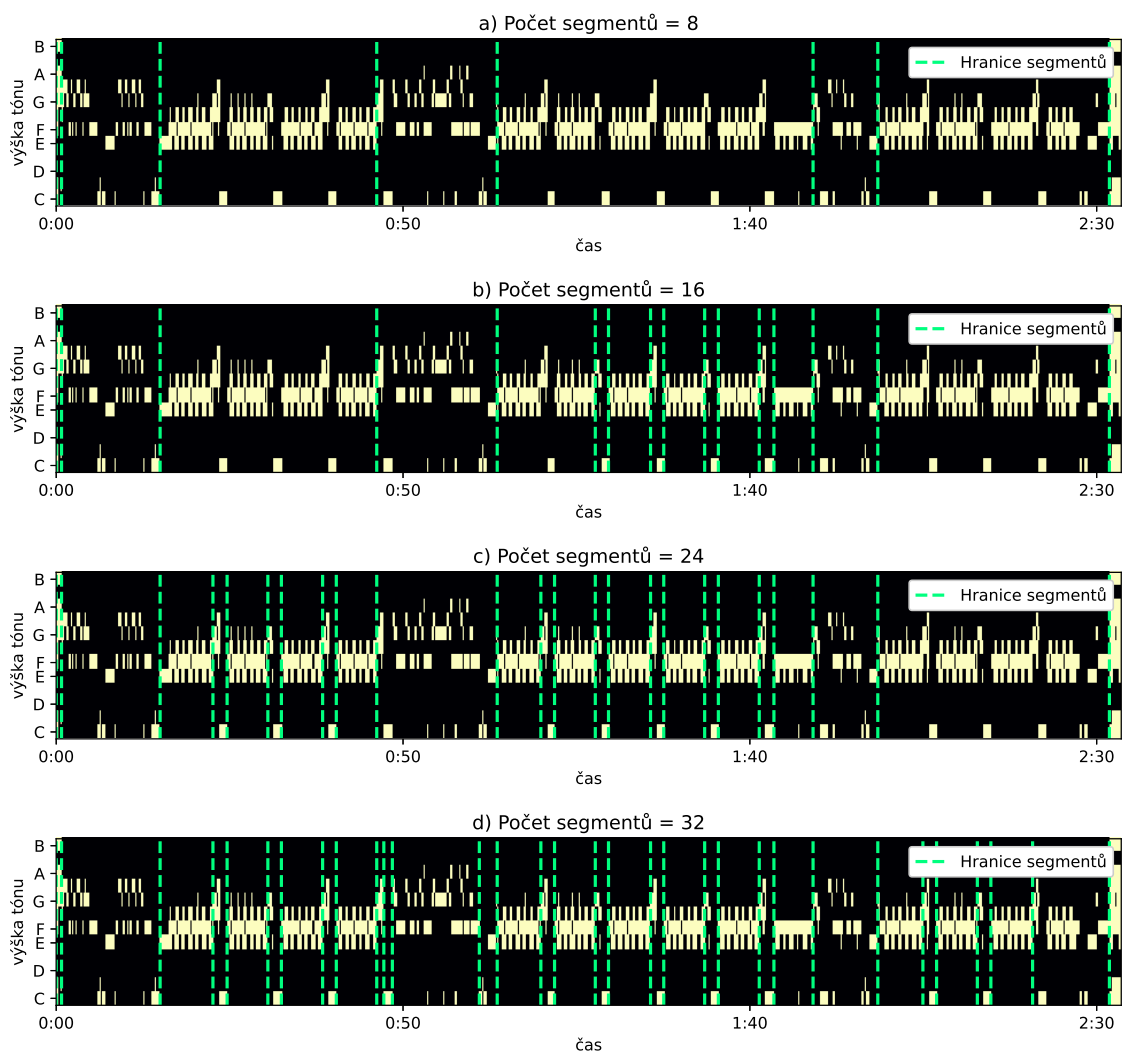 a) Počet segmentů = 8
výška tónu
B
A
G
F
E
D
C
Hranice segmentů
0:00
0:50
1:40
2:30
čas
b) Počet segmentů = 16
výška tónu
B
A
G
F
E
D
C
Hranice segmentů
0:00
0:50
1:40
2:30
čas
c) Počet segmentů = 24
výška tónu
B
A
G
F
E
D
C
Hranice segmentů
0:00
0:50
1:40
2:30
čas
d) Počet segmentů = 32
výška tónu
B
A
G
F
E
D
C
Hranice segmentů
0:00
0:50
1:40
2:30
čas